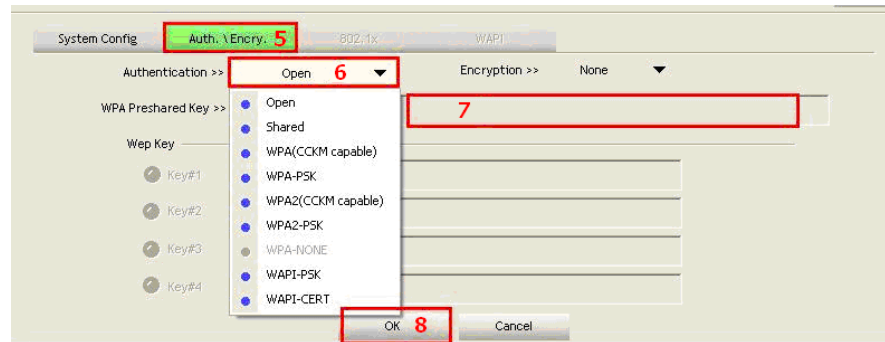 System Config Auth. \ Encry. 5 802.1x WAPI
Authentication >> Open 6 Encryption >> None
WPA Preshared Key >> 7
Open
Shared
WPA(CCKM capable)
WPA-PSK
WPA2(CCKM capable)
WPA2-PSK
WPA-NONE
WAPI-PSK
WAPI-CERT
Wep Key
Key#1
Key#2
Key#3
Key#4
OK 8 Cancel